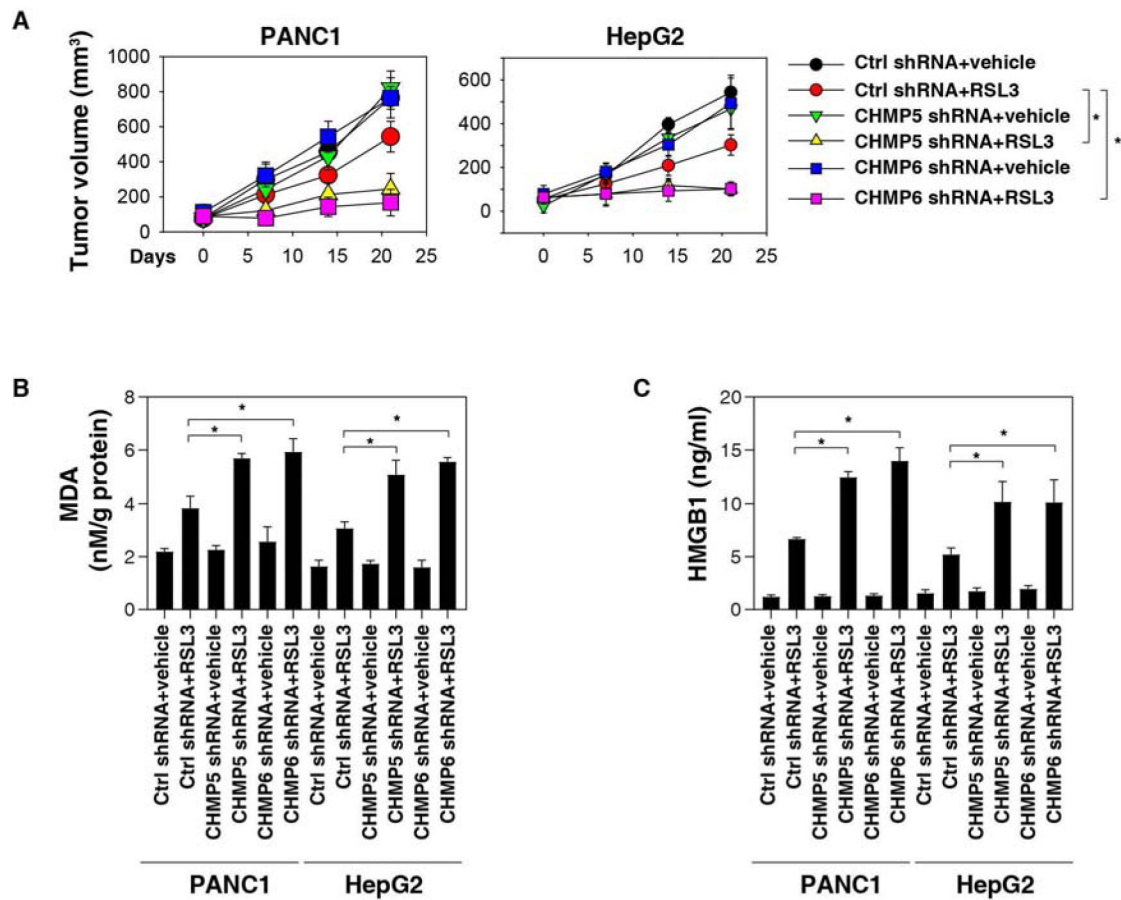 A
PANC1
HepG2
Tumor volume (mm³)
1000
800
600
400
200
0
Days
0
5
10
15
20
25
600
400
200
0
0
5
10
15
20
25
Ctrl shRNA+vehicle
Ctrl shRNA+RSL3
CHMP5 shRNA+vehicle
CHMP5 shRNA+RSL3
CHMP6 shRNA+vehicle
CHMP6 shRNA+RSL3
*
*
B
MDA
(nM/g protein)
8
6
4
2
0
*
*
*
*
Ctrl shRNA+vehicle
Ctrl shRNA+RSL3
CHMP5 shRNA+vehicle
CHMP5 shRNA+RSL3
CHMP6 shRNA+vehicle
CHMP6 shRNA+RSL3
Ctrl shRNA+vehicle
Ctrl shRNA+RSL3
CHMP5 shRNA+vehicle
CHMP5 shRNA+RSL3
CHMP6 shRNA+vehicle
CHMP6 shRNA+RSL3
PANC1
HepG2
C
HMGB1 (ng/ml)
20
15
10
5
0
*
*
*
*
Ctrl shRNA+vehicle
Ctrl shRNA+RSL3
CHMP5 shRNA+vehicle
CHMP5 shRNA+RSL3
CHMP6 shRNA+vehicle
CHMP6 shRNA+RSL3
Ctrl shRNA+vehicle
Ctrl shRNA+RSL3
CHMP5 shRNA+vehicle
CHMP5 shRNA+RSL3
CHMP6 shRNA+vehicle
CHMP6 shRNA+RSL3
PANC1
HepG2